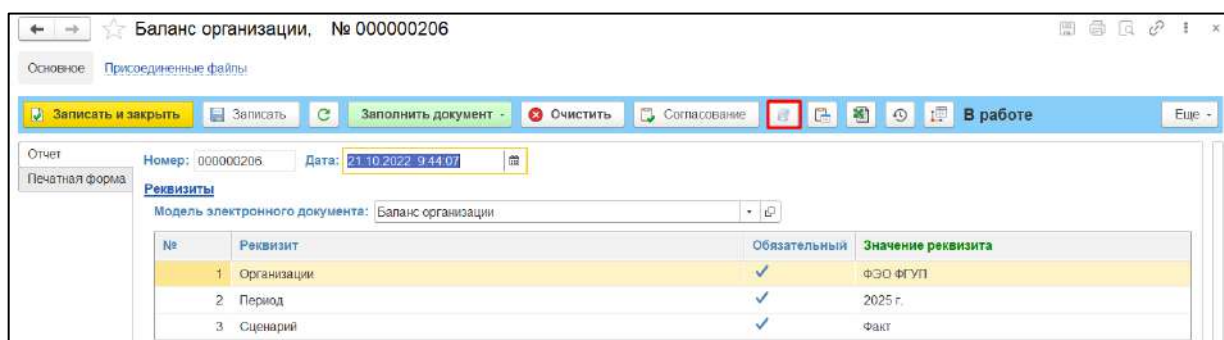 Баланс организации, № 000000206
Основное Присоединенные файлы
Записать и закрыть Записать Заполнить документ Очистить Согласование В работе Еще
Отчет
Печатная форма
Номер: 000000206 Дата: 21.10.2022 9:44:07
Реквизиты
Модель электронного документа: Баланс организации
№ Реквизит Обязательный Значение реквизита
1 Организации ФЭО ФГУП
2 Период 2025 г.
3 Сценарий Факт